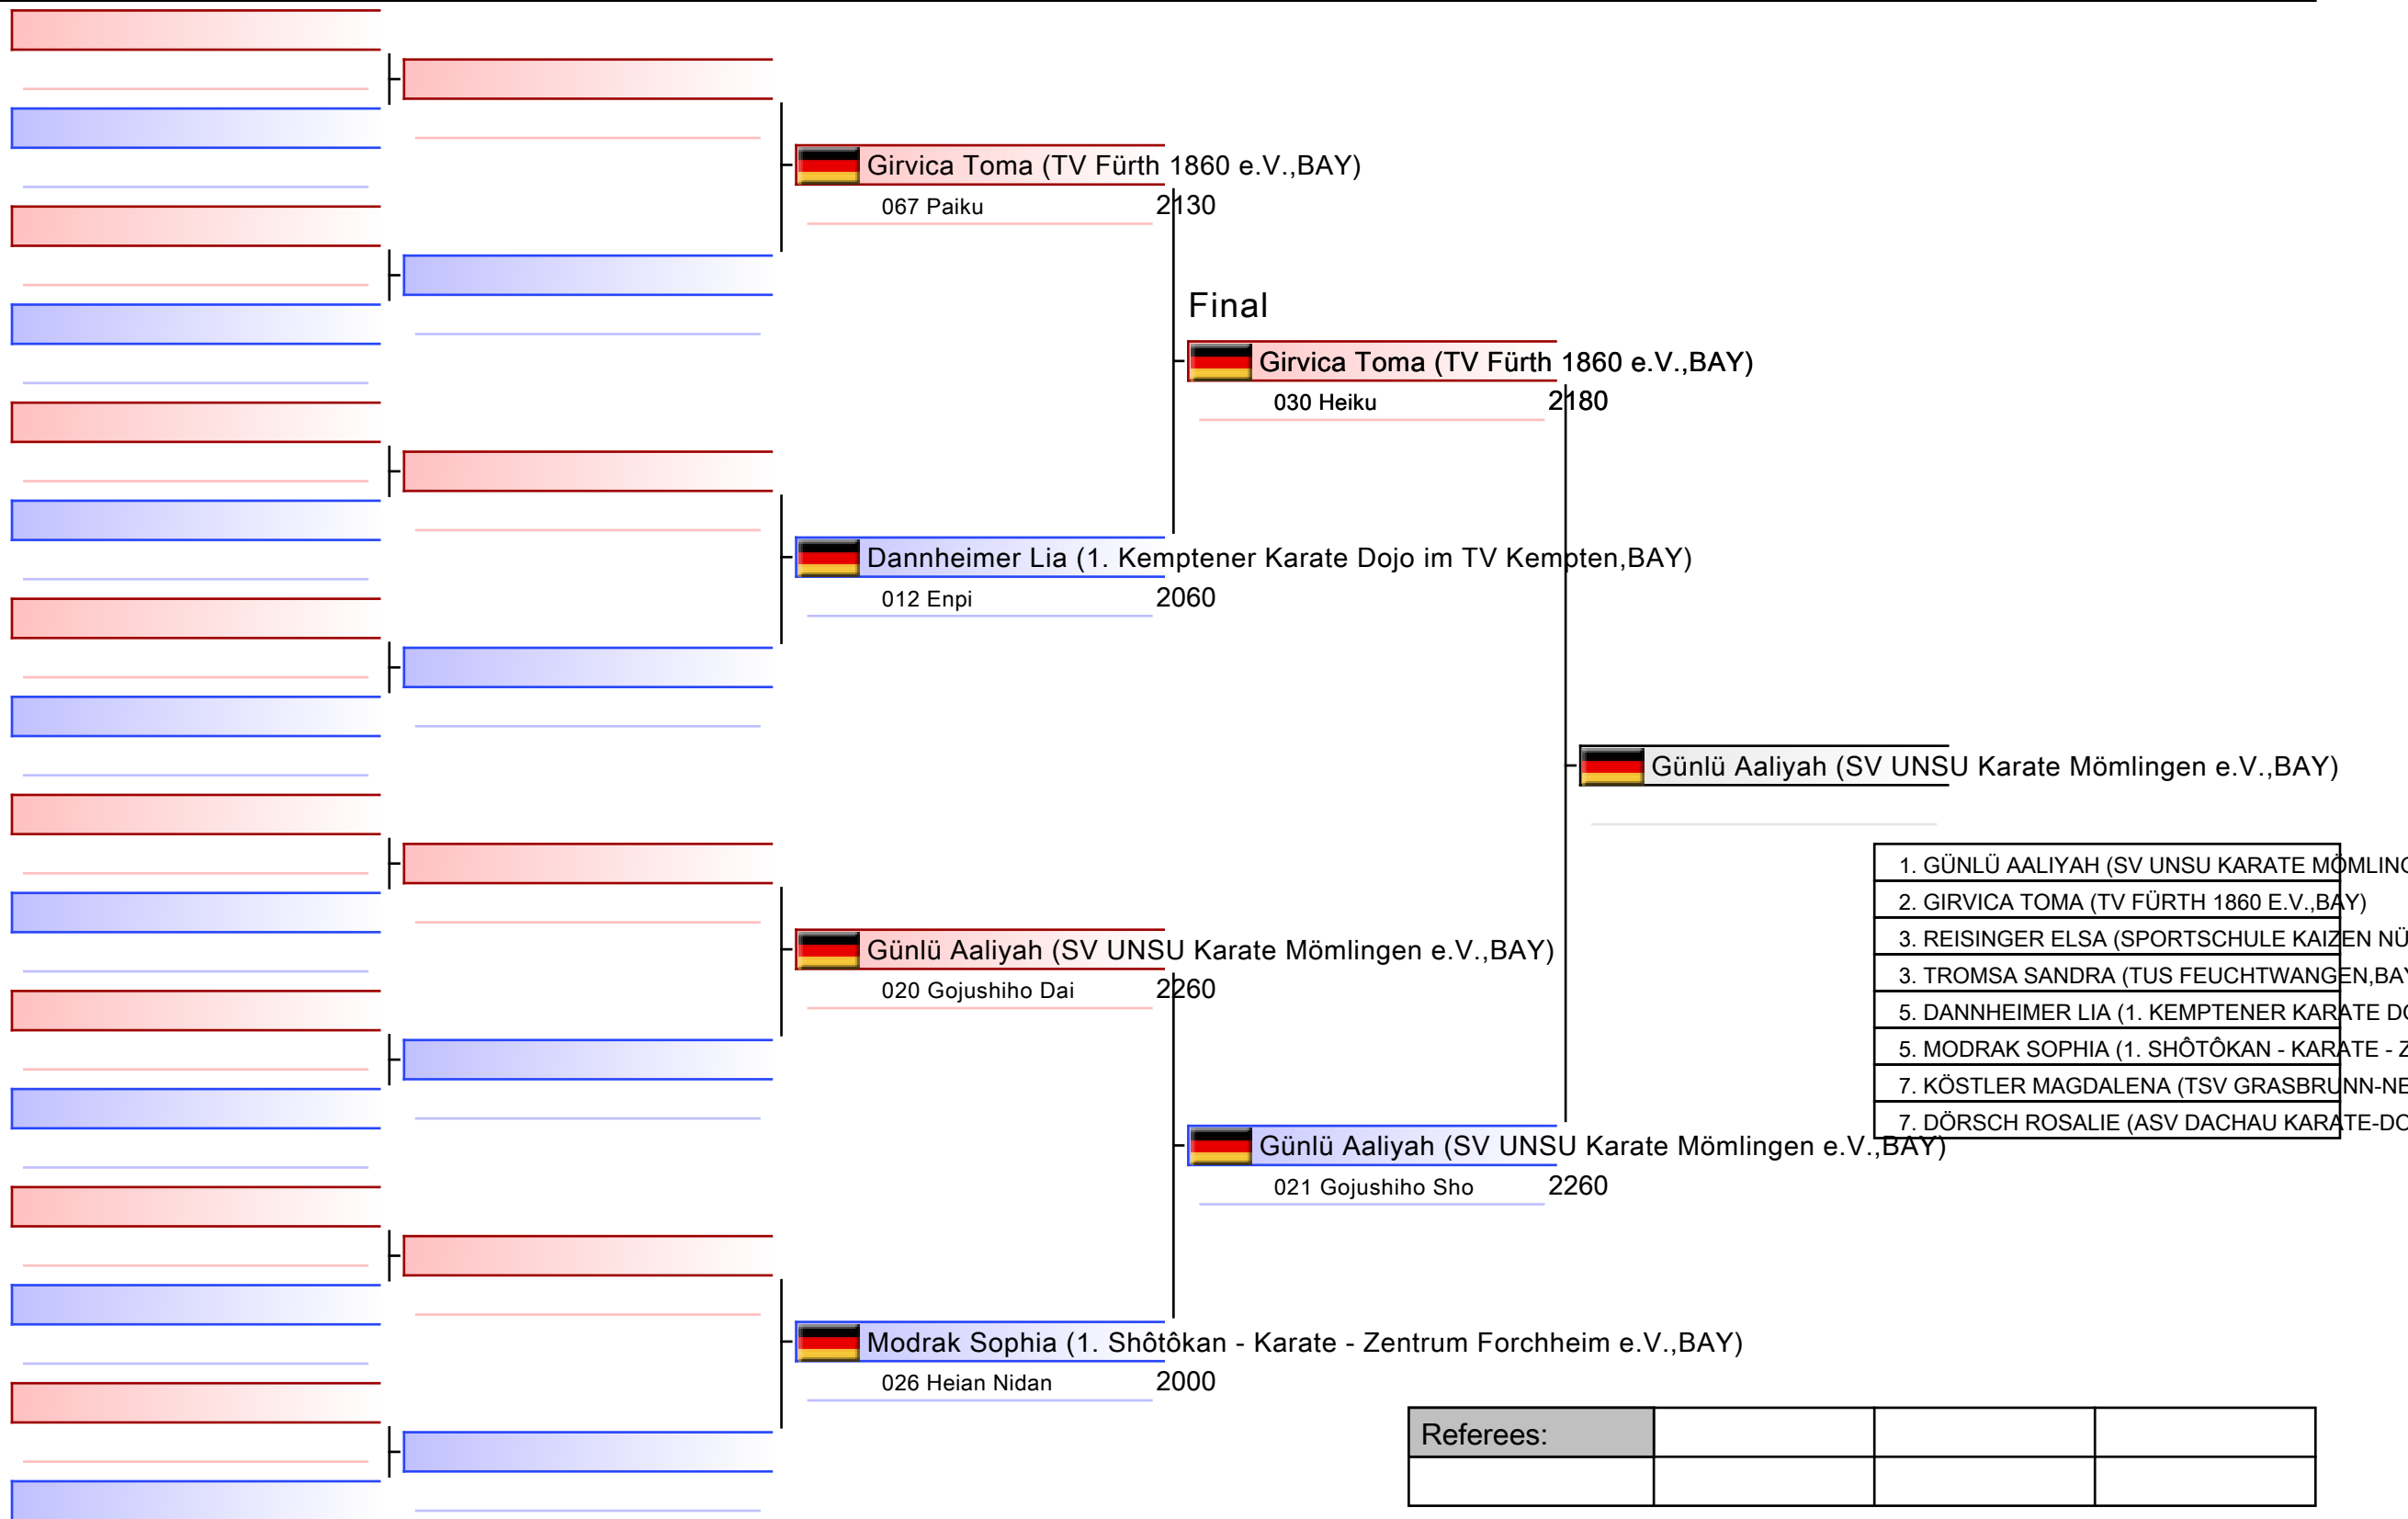 Girvica Toma (TV Fürth 1860 e.V.,BAY)
067 Paiku 2130
Final
Girvica Toma (TV Fürth 1860 e.V.,BAY)
030 Heiku 2180
Dannheimer Lia (1. Kemptener Karate Dojo im TV Kempten,BAY)
012 Enpi 2060
Günlü Aaliyah (SV UNSU Karate Mömlingen e.V.,BAY)
1. GÜNLÜ AALIYAH (SV UNSU KARATE MÖMLING
2. GIRVICA TOMA (TV FÜRTH 1860 E.V.,BAY)
3. REISINGER ELSA (SPORTSCHULE KAIZEN NÜ
3. TROMSA SANDRA (TUS FEUCHTWANGEN,BAY
5. DANNHEIMER LIA (1. KEMPTENER KARATE DO
5. MODRAK SOPHIA (1. SHÔTÔKAN - KARATE - Z
7. KÖSTLER MAGDALENA (TSV GRASBRUNN-NE
7. DÖRSCH ROSALIE (ASV DACHAU KARATE-DO
Günlü Aaliyah (SV UNSU Karate Mömlingen e.V.,BAY)
020 Gojushiho Dai 2260
Günlü Aaliyah (SV UNSU Karate Mömlingen e.V.,BAY)
021 Gojushiho Sho 2260
Modrak Sophia (1. Shôtôkan - Karate - Zentrum Forchheim e.V.,BAY)
026 Heian Nidan 2000
Referees: